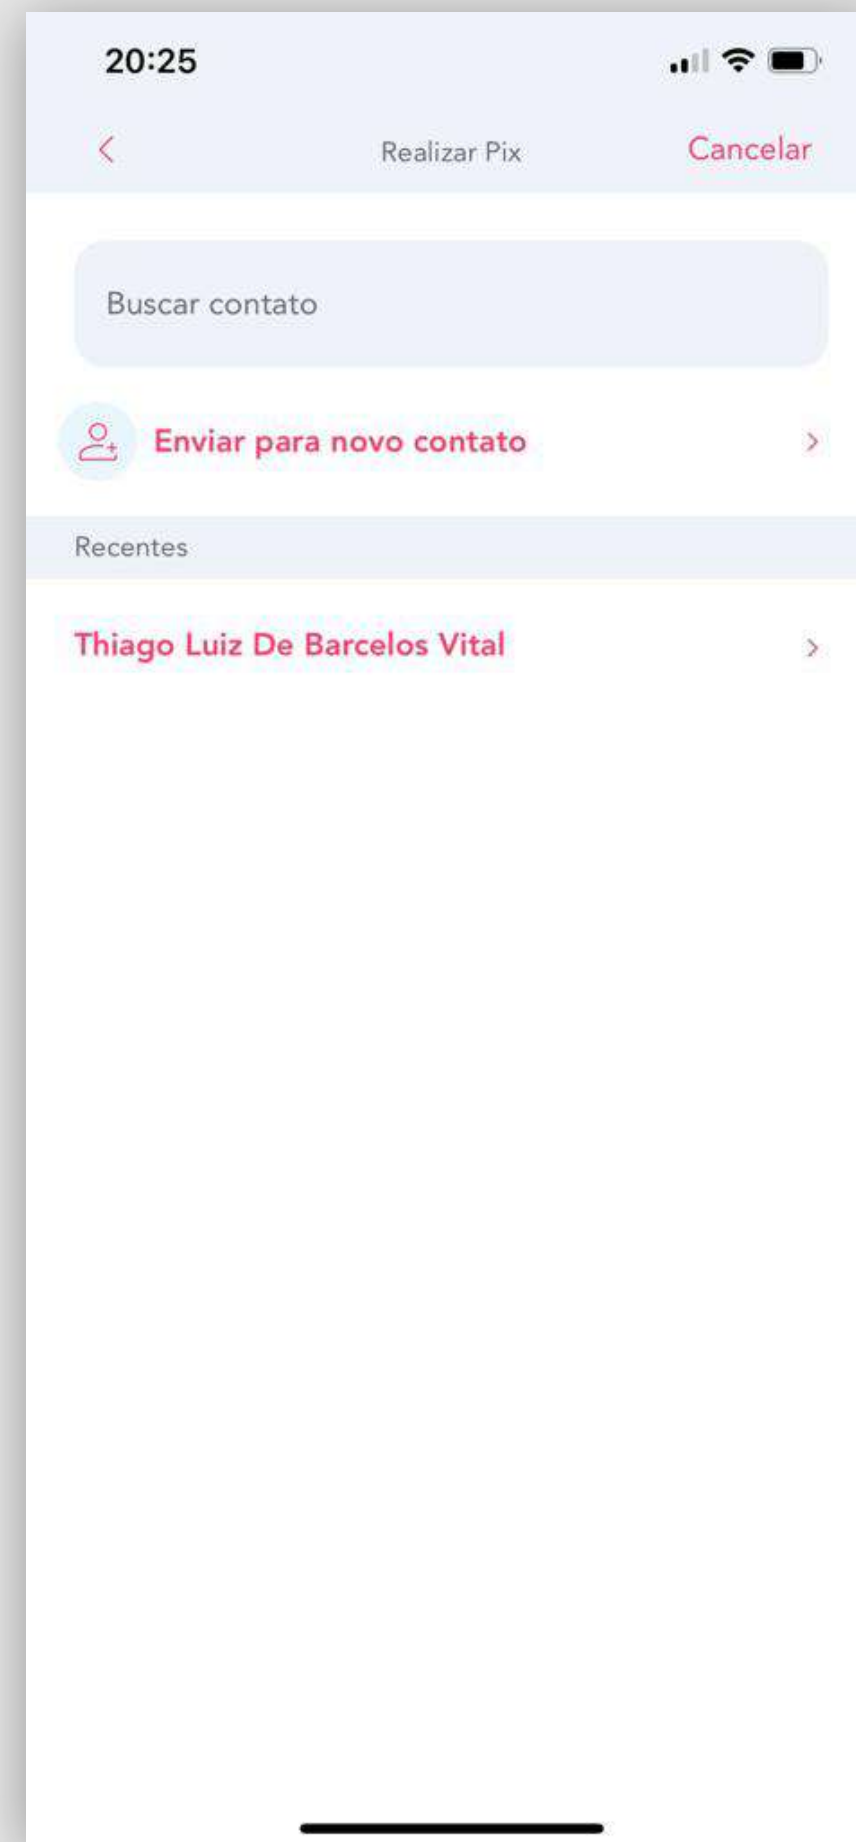 20:25
Realizar Pix
Cancelar
Buscar contato
Enviar para novo contato
Recentes
Thiago Luiz De Barcelos Vital